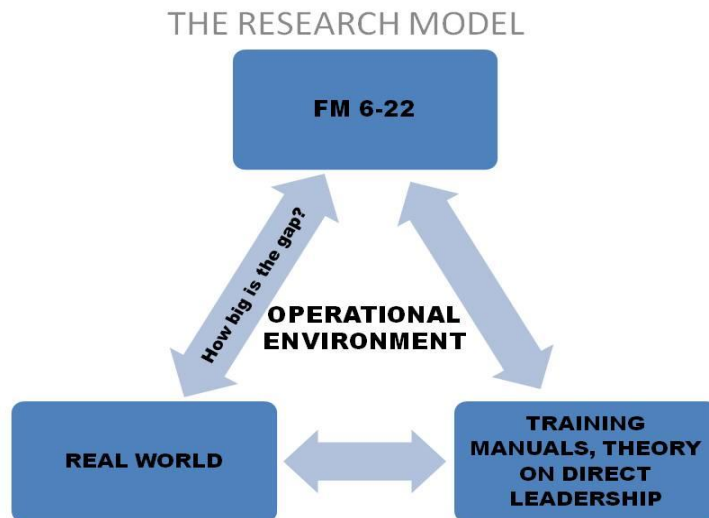 THE RESEARCH MODEL
FM 6-22
How big is the gap?
OPERATIONAL
ENVIRONMENT
REAL WORLD
TRAINING
MANUALS, THEORY
ON DIRECT
LEADERSHIP